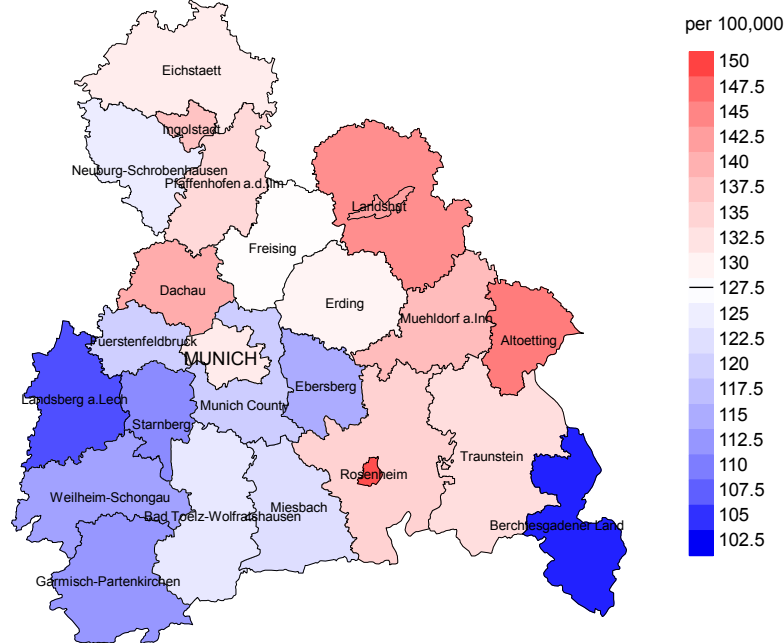 per 100,000
150
147.5
145
142.5
140
137.5
135
132.5
130
127.5
125
122.5
120
117.5
115
112.5
110
107.5
105
102.5
Eichstaett
Ingolstadt
Neuburg-Schrobenhausen
Pfaffenhofen a.d.Ilm
Landshut
Freising
Dachau
Erding
Muehldorf a.Inn
Altoetting
Fuerstenfeldbruck
MUNICH
Ebersberg
Landsberg a.Lech
Munich County
Starnberg
Traunstein
Rosenheim
Weilheim-Schongau
Miesbach
Bad Toelz-Wolfratshausen
Berchtesgadener Land
Garmisch-Partenkirchen